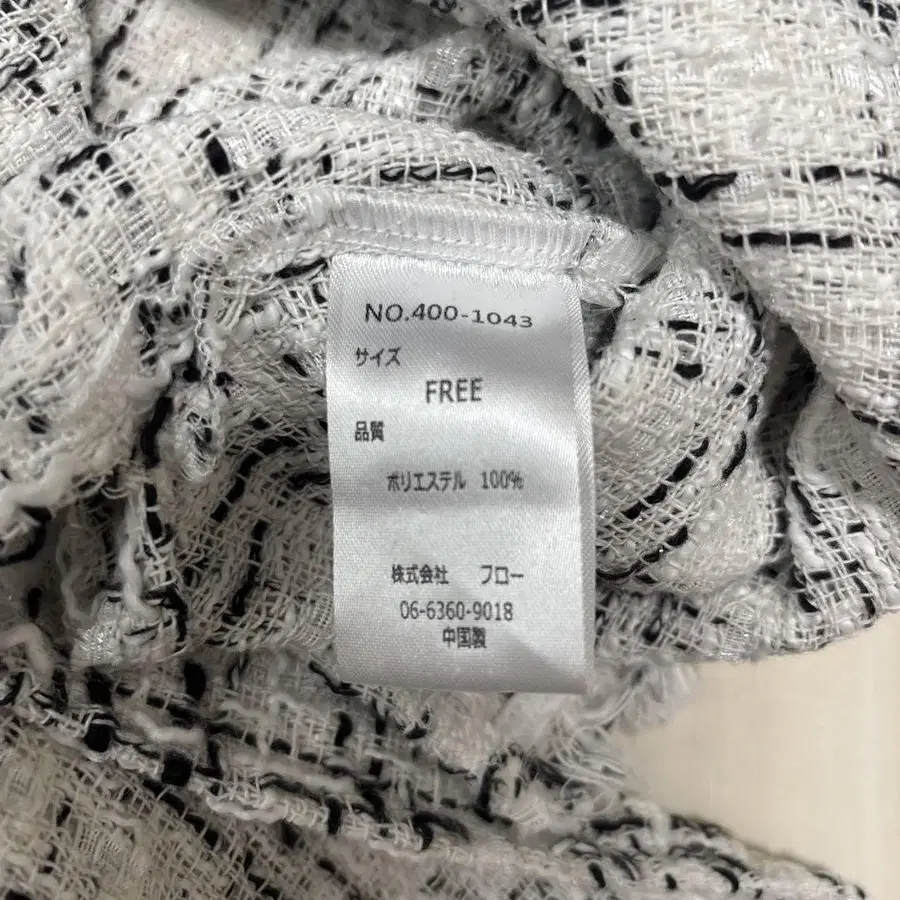 NO.400-1043
サイズ
FREE
品質
ポリエステル 100%
株式会社 フロー
06-6360-9018
中国製